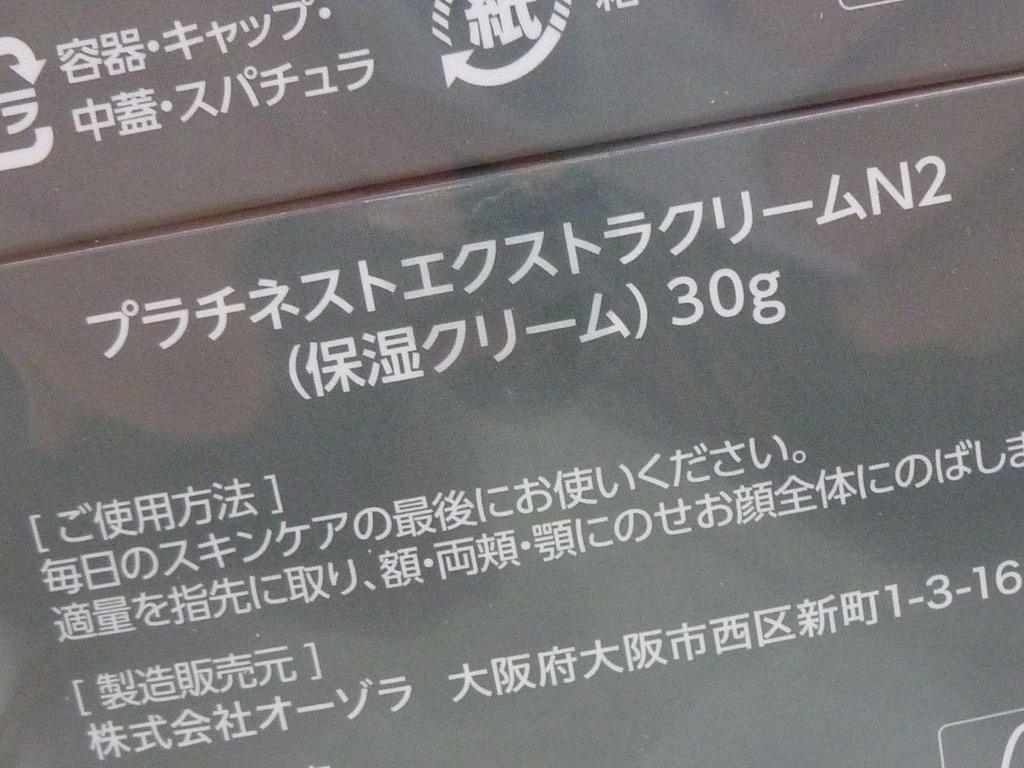 容器・キャップ・
中蓋・スパチュラ
ラ
紙
プラチネストエクストラクリームN2
(保湿クリーム) 30g
[ ご使用方法 ]
毎日のスキンケアの最後にお使いください。
適量を指先に取り、額・両頬・顎にのせお顔全体にのばしま
[ 製造販売元 ]
株式会社オーゾラ 大阪府大阪市西区新町1-3-16